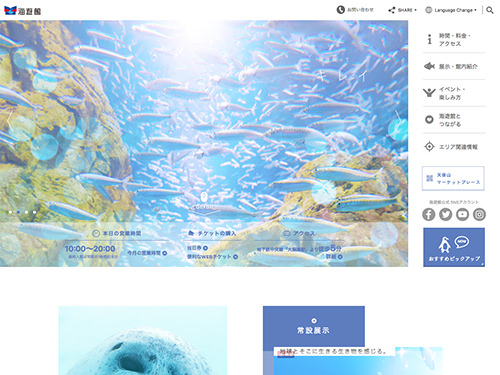 海遊館
お問い合わせ
SHARE
Language Change
キレイ
時間・料金・
アクセス
展示・館内紹介
イベント・
楽しみ方
海遊館と
つながる
エリア関連情報
天保山
マーケットプレース
海遊館公式 SNSアカウント
おすすめピックアップ
本日の営業時間
10:00〜20:00
今月の営業時間
チケットの購入
当日券
便利なWEBチケット
アクセス
地下鉄中央線「大阪港駅」より徒歩5分
詳細
常設展示
地球とそこに生きる生き物を感じる。